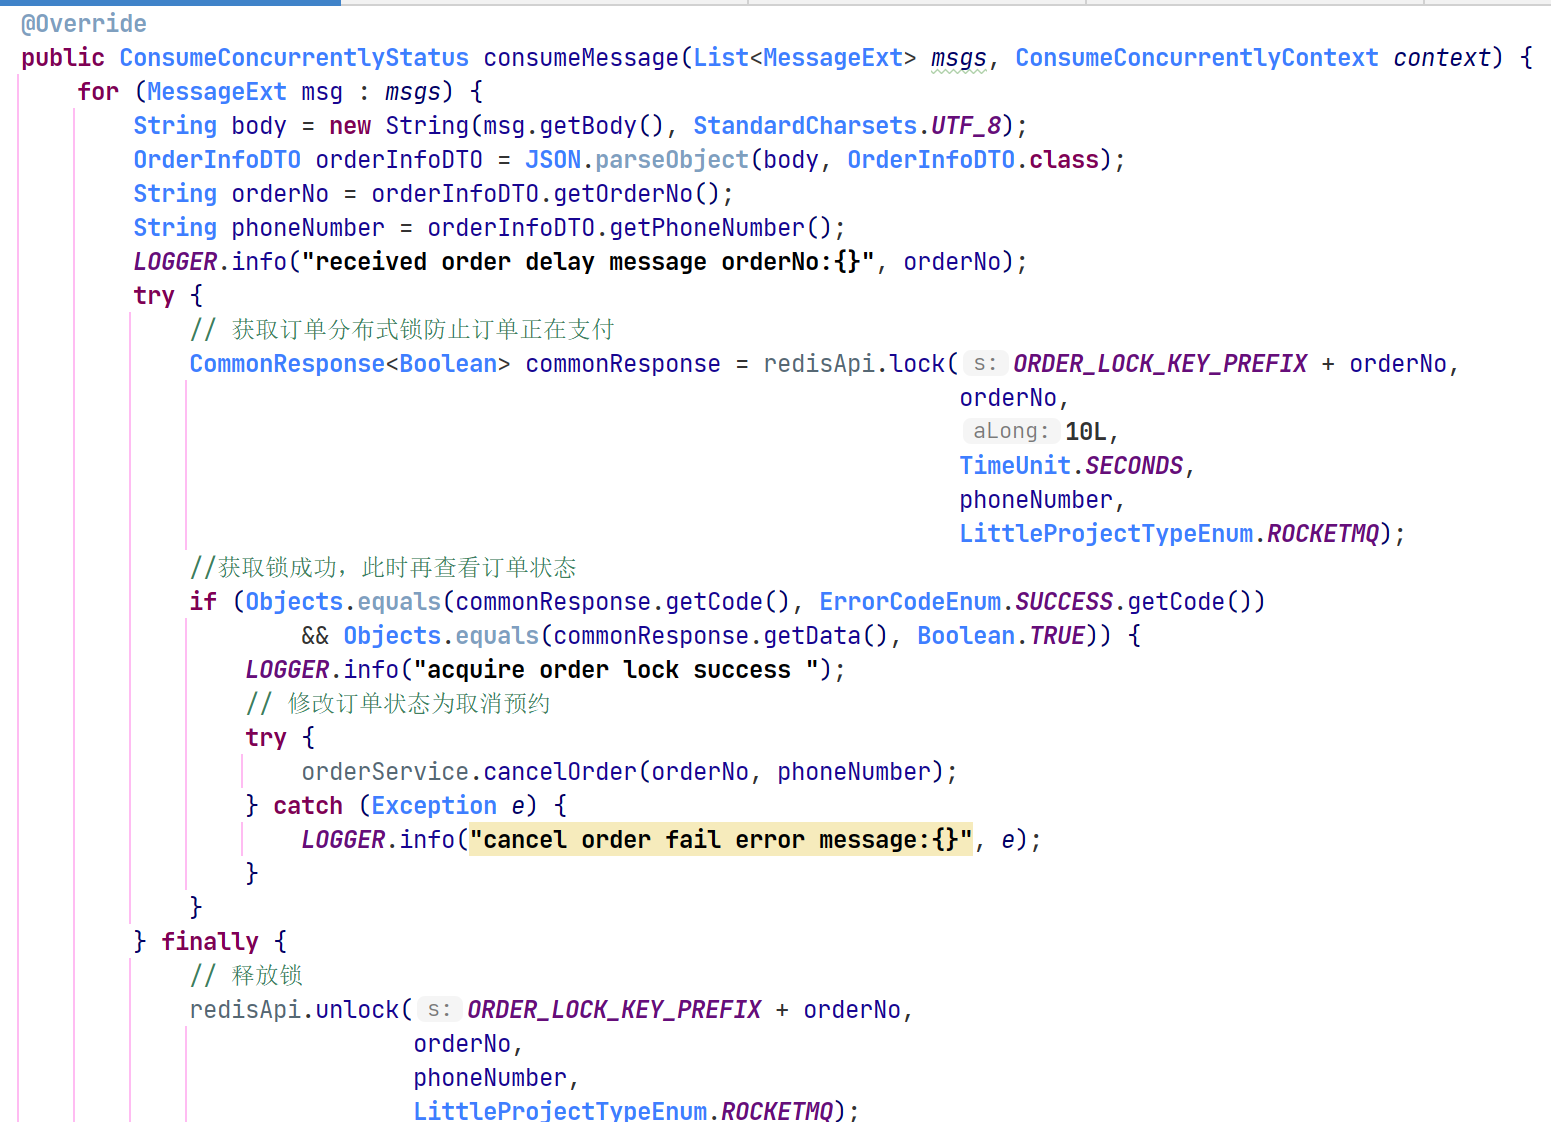 @Override
public ConsumeConcurrentlyStatus consumeMessage(List<MessageExt> msgs, ConsumeConcurrentlyContext context) {
for (MessageExt msg : msgs) {
String body = new String(msg.getBody(), StandardCharsets.UTF_8);
OrderInfoDTO orderInfoDTO = JSON.parseObject(body, OrderInfoDTO.class);
String orderNo = orderInfoDTO.getOrderNo();
String phoneNumber = orderInfoDTO.getPhoneNumber();
LOGGER.info("received order delay message orderNo:{}", orderNo);
try {
// 获取订单分布式锁防止订单正在支付
CommonResponse<Boolean> commonResponse = redisApi.lock( s: ORDER_LOCK_KEY_PREFIX + orderNo,
orderNo,
aLong: 10L,
TimeUnit.SECONDS,
phoneNumber,
LittleProjectTypeEnum.ROCKETMQ);
//获取锁成功，此时再查看订单状态
if (Objects.equals(commonResponse.getCode(), ErrorCodeEnum.SUCCESS.getCode())
&& Objects.equals(commonResponse.getData(), Boolean.TRUE)) {
LOGGER.info("acquire order lock success ");
// 修改订单状态为取消预约
try {
orderService.cancelOrder(orderNo, phoneNumber);
} catch (Exception e) {
LOGGER.info("cancel order fail error message:{}", e);
}
}
} finally {
// 释放锁
redisApi.unlock( s: ORDER_LOCK_KEY_PREFIX + orderNo,
orderNo,
phoneNumber,
LittleProjectTypeEnum.ROCKETMQ);